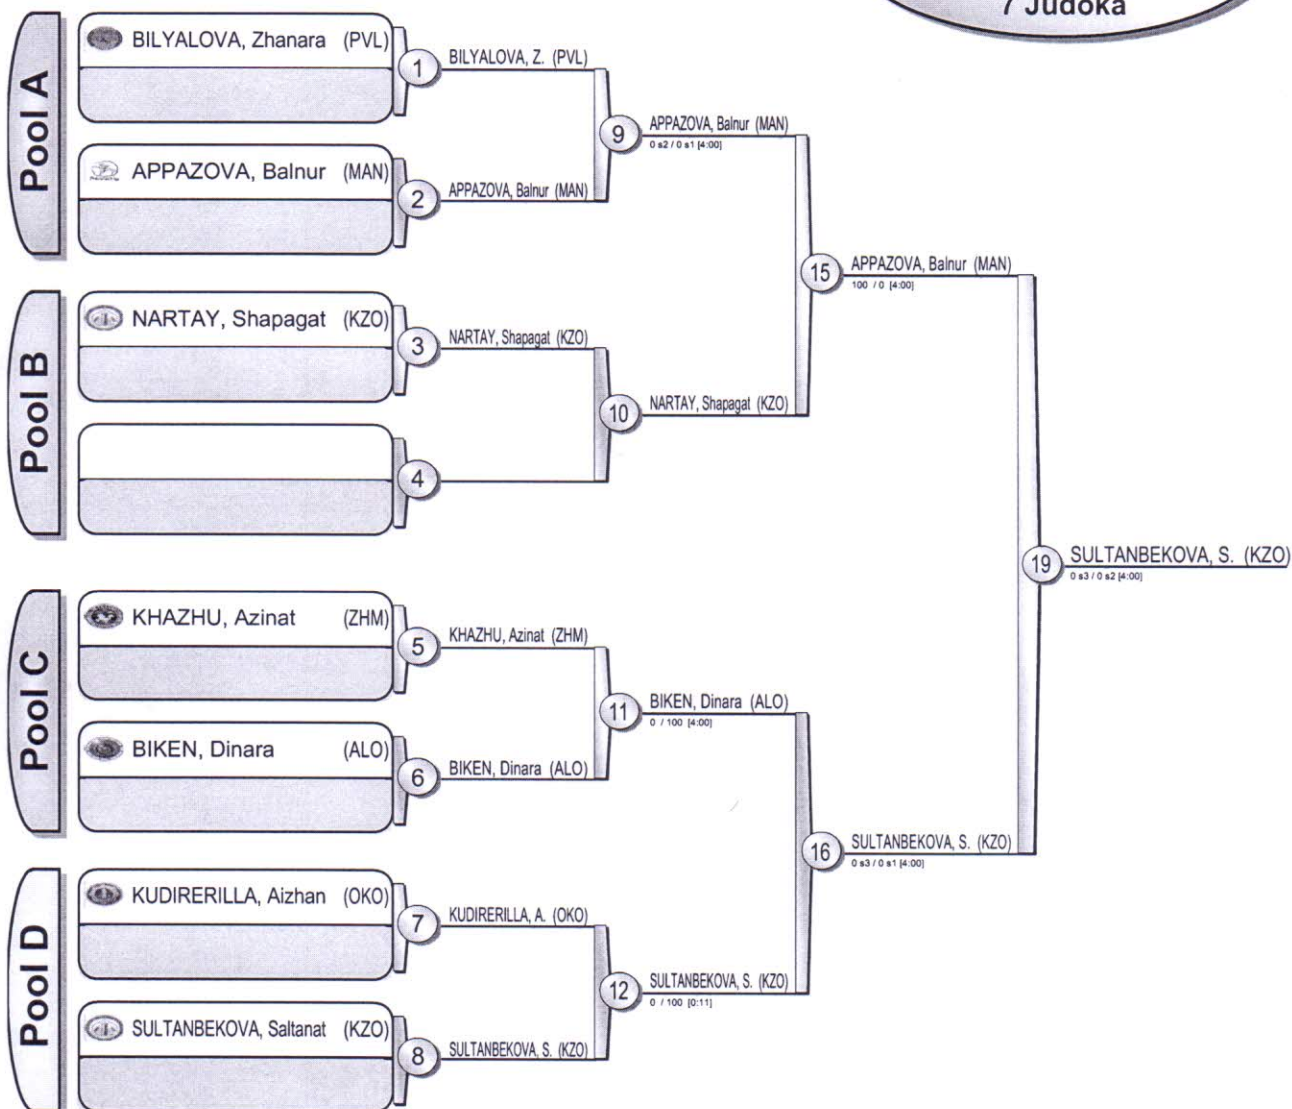 7 Judoka
Pool A
BILYALOVA, Zhanara (PVL)
1
BILYALOVA, Z. (PVL)
APPAZOVA, Balnur (MAN)
2
APPAZOVA, Balnur (MAN)
9
APPAZOVA, Balnur (MAN)
0 s2 / 0 s1 [4:00]
Pool B
NARTAY, Shapagat (KZO)
3
NARTAY, Shapagat (KZO)
4
10
NARTAY, Shapagat (KZO)
15
APPAZOVA, Balnur (MAN)
100 / 0 [4:00]
Pool C
KHAZHU, Azinat (ZHM)
5
KHAZHU, Azinat (ZHM)
BIKEN, Dinara (ALO)
6
BIKEN, Dinara (ALO)
11
BIKEN, Dinara (ALO)
0 / 100 [4:00]
Pool D
KUDIRERILLA, Aizhan (OKO)
7
KUDIRERILLA, A. (OKO)
SULTANBEKOVA, Saltanat (KZO)
8
SULTANBEKOVA, S. (KZO)
12
SULTANBEKOVA, S. (KZO)
0 / 100 [0:11]
16
SULTANBEKOVA, S. (KZO)
0 s3 / 0 s1 [4:00]
19
SULTANBEKOVA, S. (KZO)
0 s3 / 0 s2 [4:00]